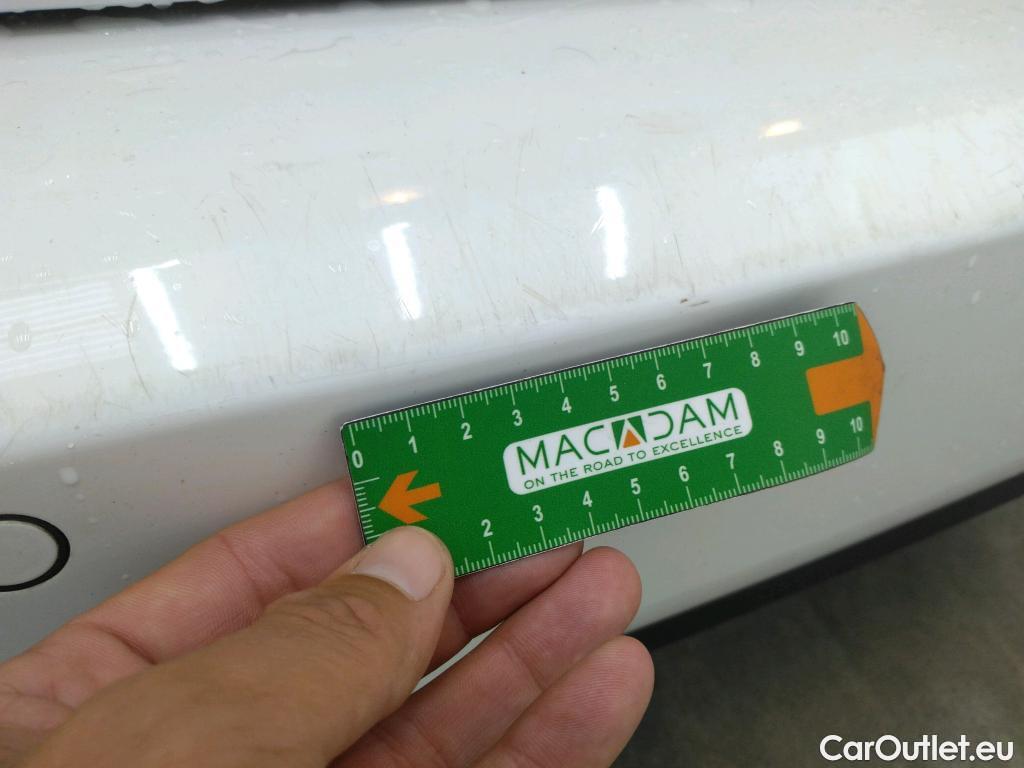 0 1 2 3 4 5 6 7 8 9 10
MACADAM
ON THE ROAD TO EXCELLENCE
2 3 4 5 6 7 8 9 10
CarOutlet.eu